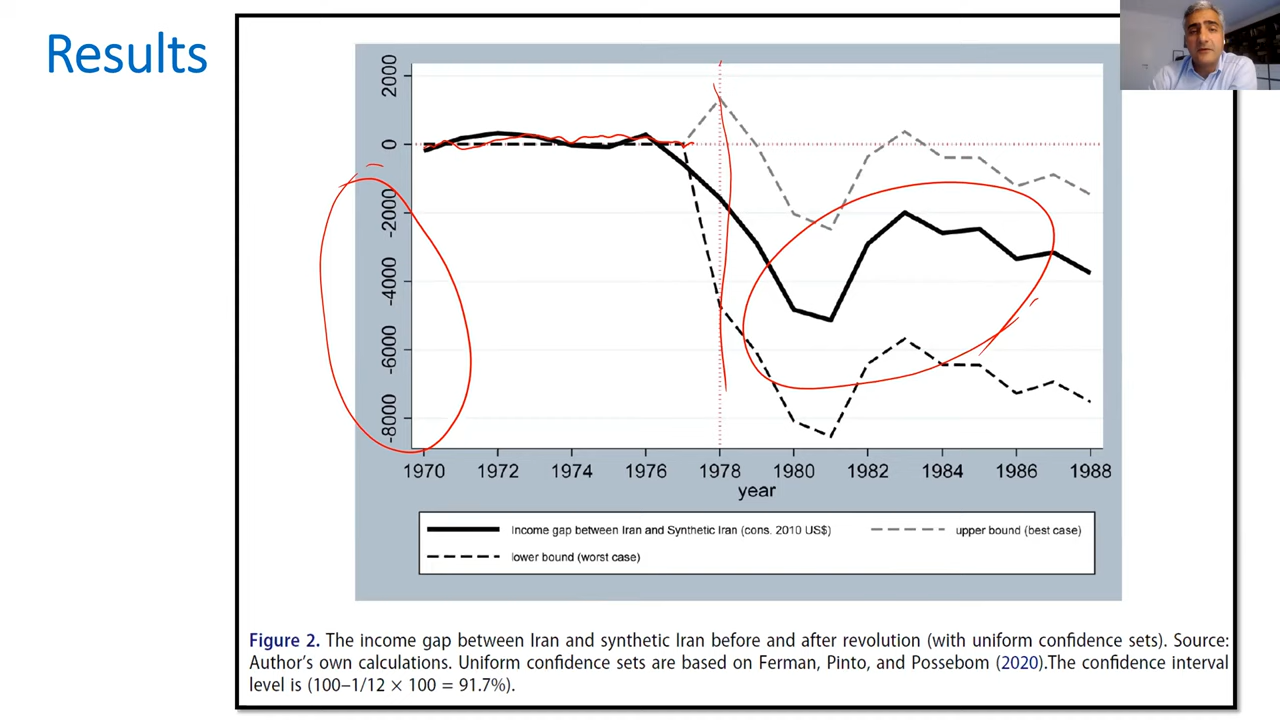 Results
2000
0
-2000
-4000
-6000
-8000
1970 1972 1974 1976 1978 1980 1982 1984 1986 1988
year
Income gap between Iran and Synthetic Iran (cons. 2010 US$) upper bound (best case)
lower bound (worst case)
Figure 2. The income gap between Iran and synthetic Iran before and after revolution (with uniform confidence sets). Source:
Author's own calculations. Uniform confidence sets are based on Ferman, Pinto, and Possebom (2020).The confidence interval
level is (100–1/12 × 100 = 91.7%).